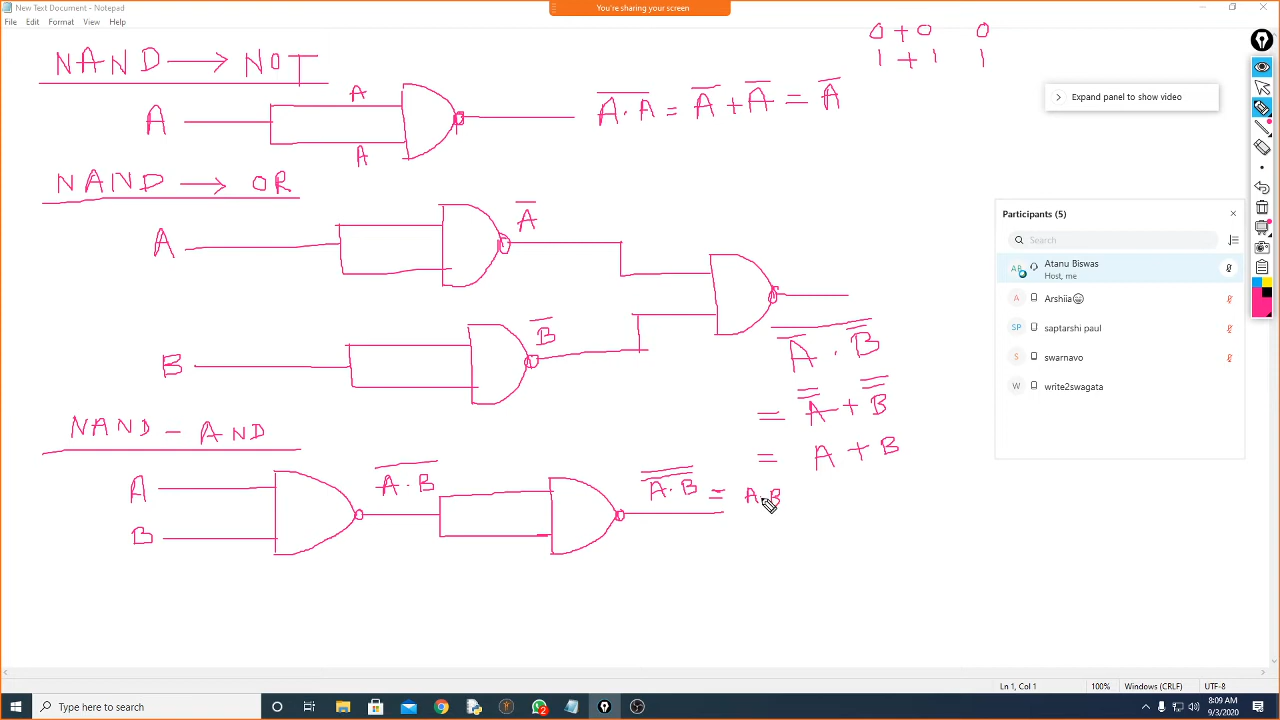 New Text Document - Notepad
You're sharing your screen
File Edit Format View Help
0 + 0 0
1 + 1 1
NAND → NOT
A
A
A
A̅·̅A̅ = A̅ + A̅ = A̅
Expand panel to show video
NAND → OR
A
A̅
B
B̅
A̿ ·̅ B̿
= A̿ + B̿
= A + B
NAND - AND
A
B
A̅·̅B̅
A̿·̿B̿ = A·B
Participants (5)
Search
AB Atanu Biswas
Host, me
A Arshiia😊
SP saptarshi paul
S swarnavo
W write2swagata
Ln 1, Col 1 100% Windows (CRLF) UTF-8
Type here to search
2
8:09 AM
9/3/2020